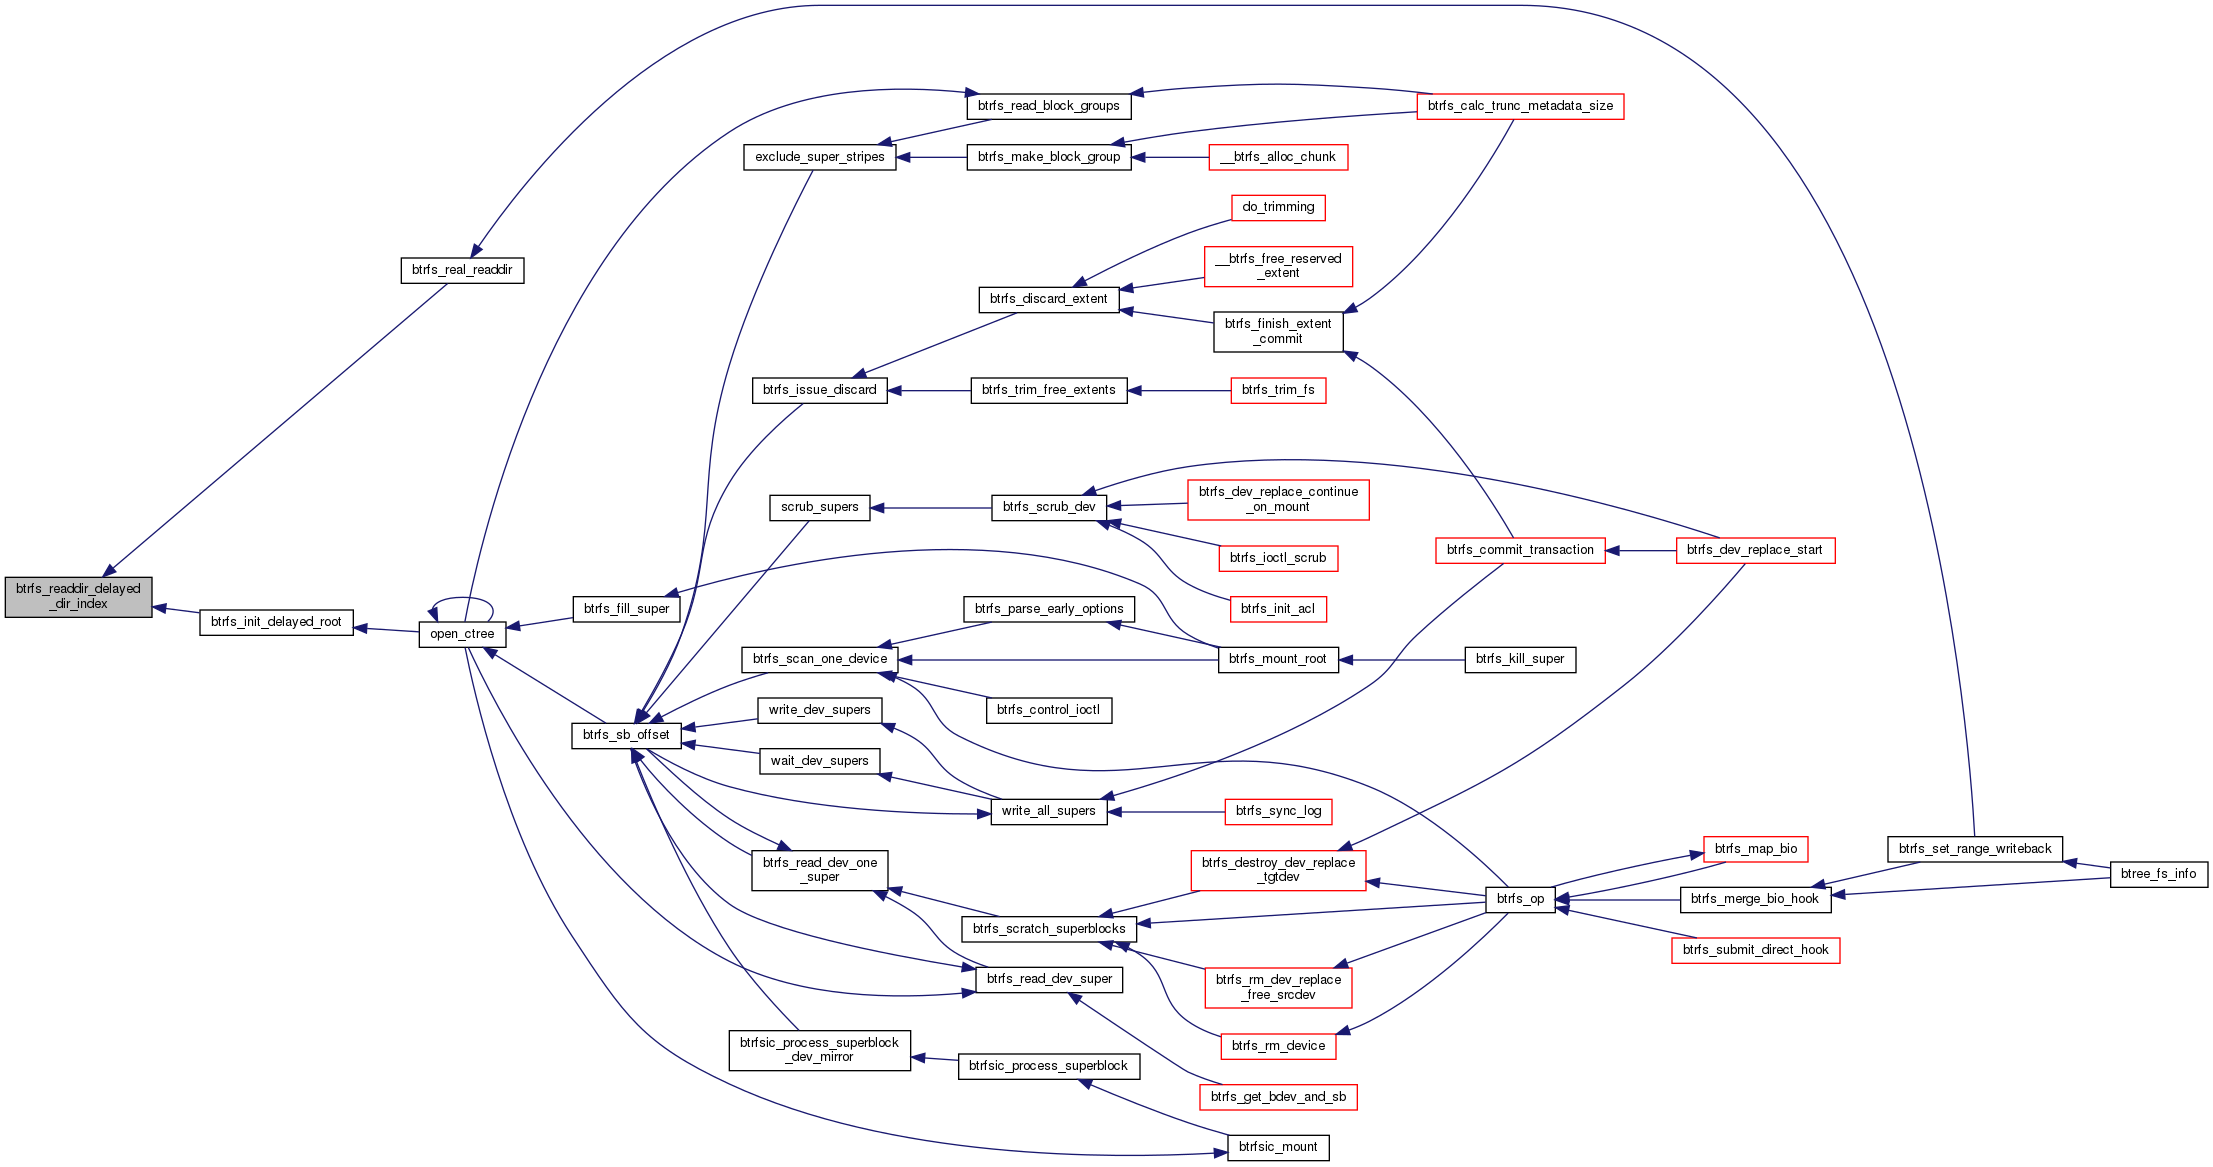 btrfs_readdir_delayed
_dir_index
btrfs_real_readdir
btrfs_init_delayed_root
open_ctree
btrfs_fill_super
btrfs_sb_offset
exclude_super_stripes
btrfs_issue_discard
scrub_supers
btrfs_scan_one_device
write_dev_supers
wait_dev_supers
btrfs_read_dev_one
_super
btrfsic_process_superblock
_dev_mirror
btrfs_read_block_groups
btrfs_make_block_group
btrfs_discard_extent
btrfs_trim_free_extents
btrfs_scrub_dev
btrfs_parse_early_options
btrfs_control_ioctl
write_all_supers
btrfs_scratch_superblocks
btrfs_read_dev_super
btrfsic_process_superblock
__btrfs_alloc_chunk
do_trimming
__btrfs_free_reserved
_extent
btrfs_finish_extent
_commit
btrfs_trim_fs
btrfs_dev_replace_continue
_on_mount
btrfs_ioctl_scrub
btrfs_init_acl
btrfs_mount_root
btrfs_sync_log
btrfs_destroy_dev_replace
_tgtdev
btrfs_rm_dev_replace
_free_srcdev
btrfs_rm_device
btrfs_get_bdev_and_sb
btrfsic_mount
btrfs_calc_trunc_metadata_size
btrfs_commit_transaction
btrfs_kill_super
btrfs_op
btrfs_dev_replace_start
btrfs_map_bio
btrfs_merge_bio_hook
btrfs_submit_direct_hook
btrfs_set_range_writeback
btree_fs_info